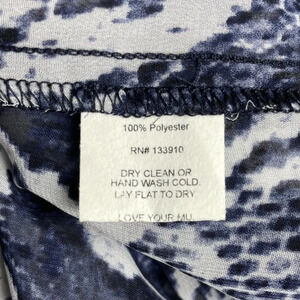 100% Polyester
RN# 133910
DRY CLEAN OR
HAND WASH COLD.
LAY FLAT TO DRY
LOVE YOUR MU